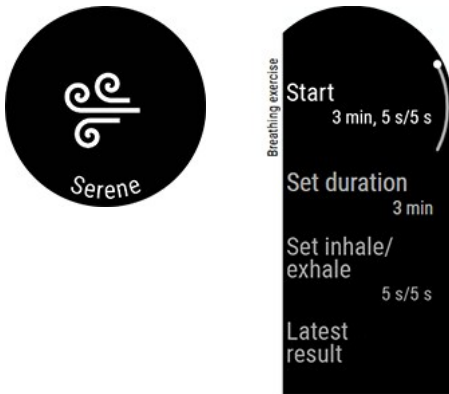 Serene
Breathing exercise
Start
3 min, 5 s/5 s
Set duration
3 min
Set inhale/
exhale
5 s/5 s
Latest
result